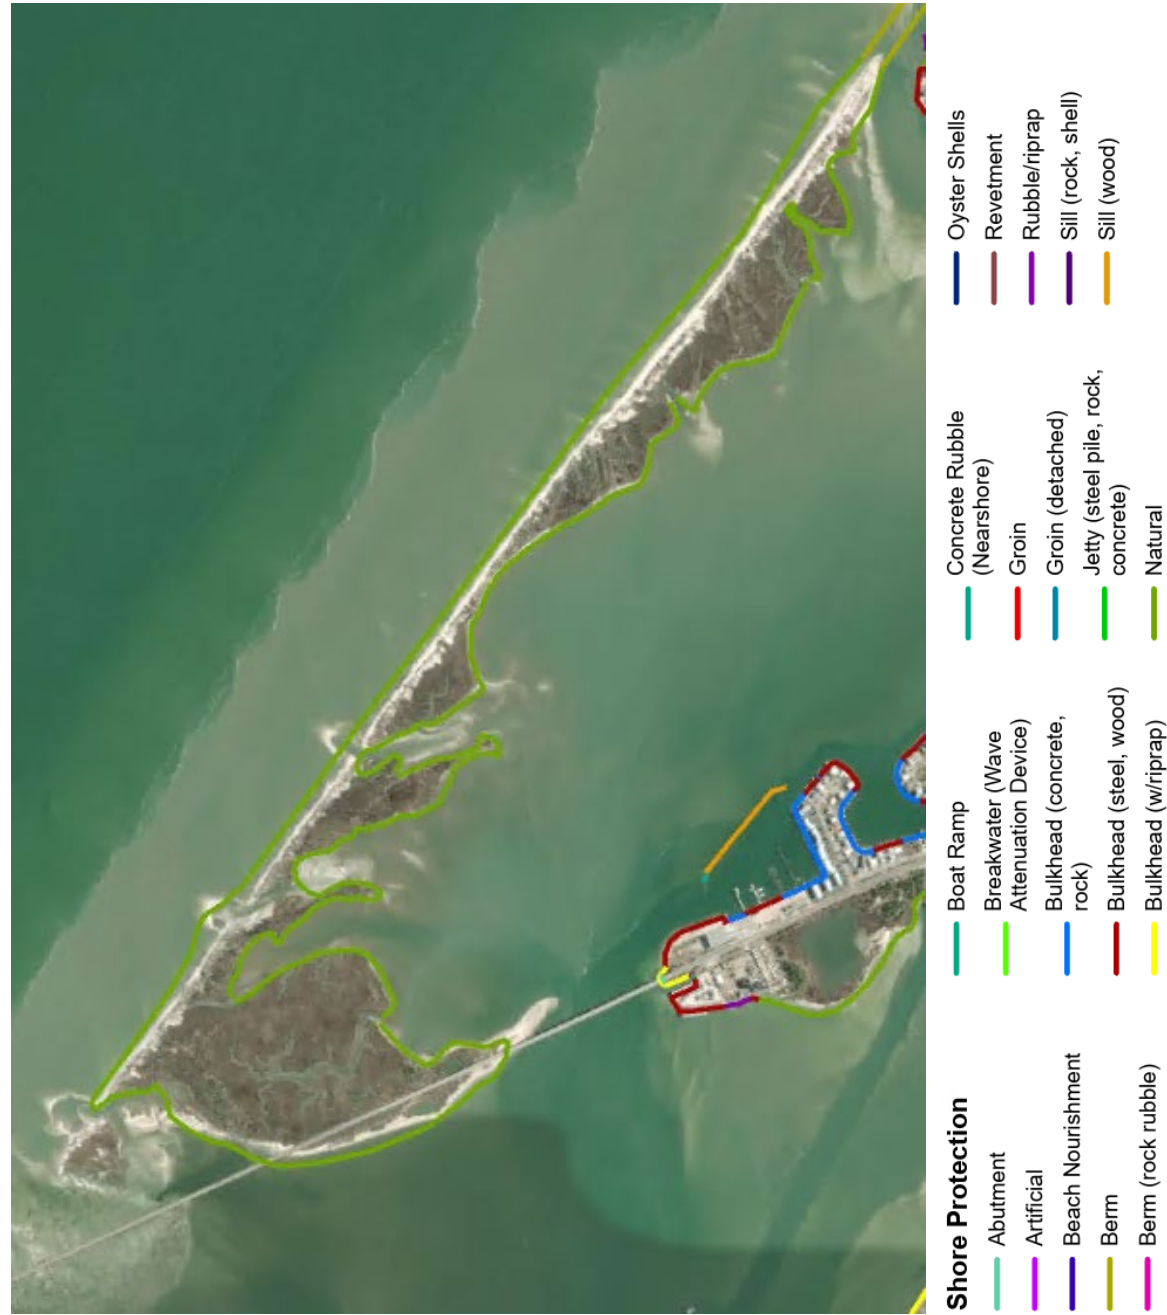 Shore Protection
Abutment
Artificial
Beach Nourishment
Berm
Berm (rock rubble)
Boat Ramp
Breakwater (Wave
Attenuation Device)
Bulkhead (concrete,
rock)
Bulkhead (steel, wood)
Bulkhead (w/riprap)
Concrete Rubble
(Nearshore)
Groin
Groin (detached)
Jetty (steel pile, rock,
concrete)
Natural
Oyster Shells
Revetment
Rubble/riprap
Sill (rock, shell)
Sill (wood)